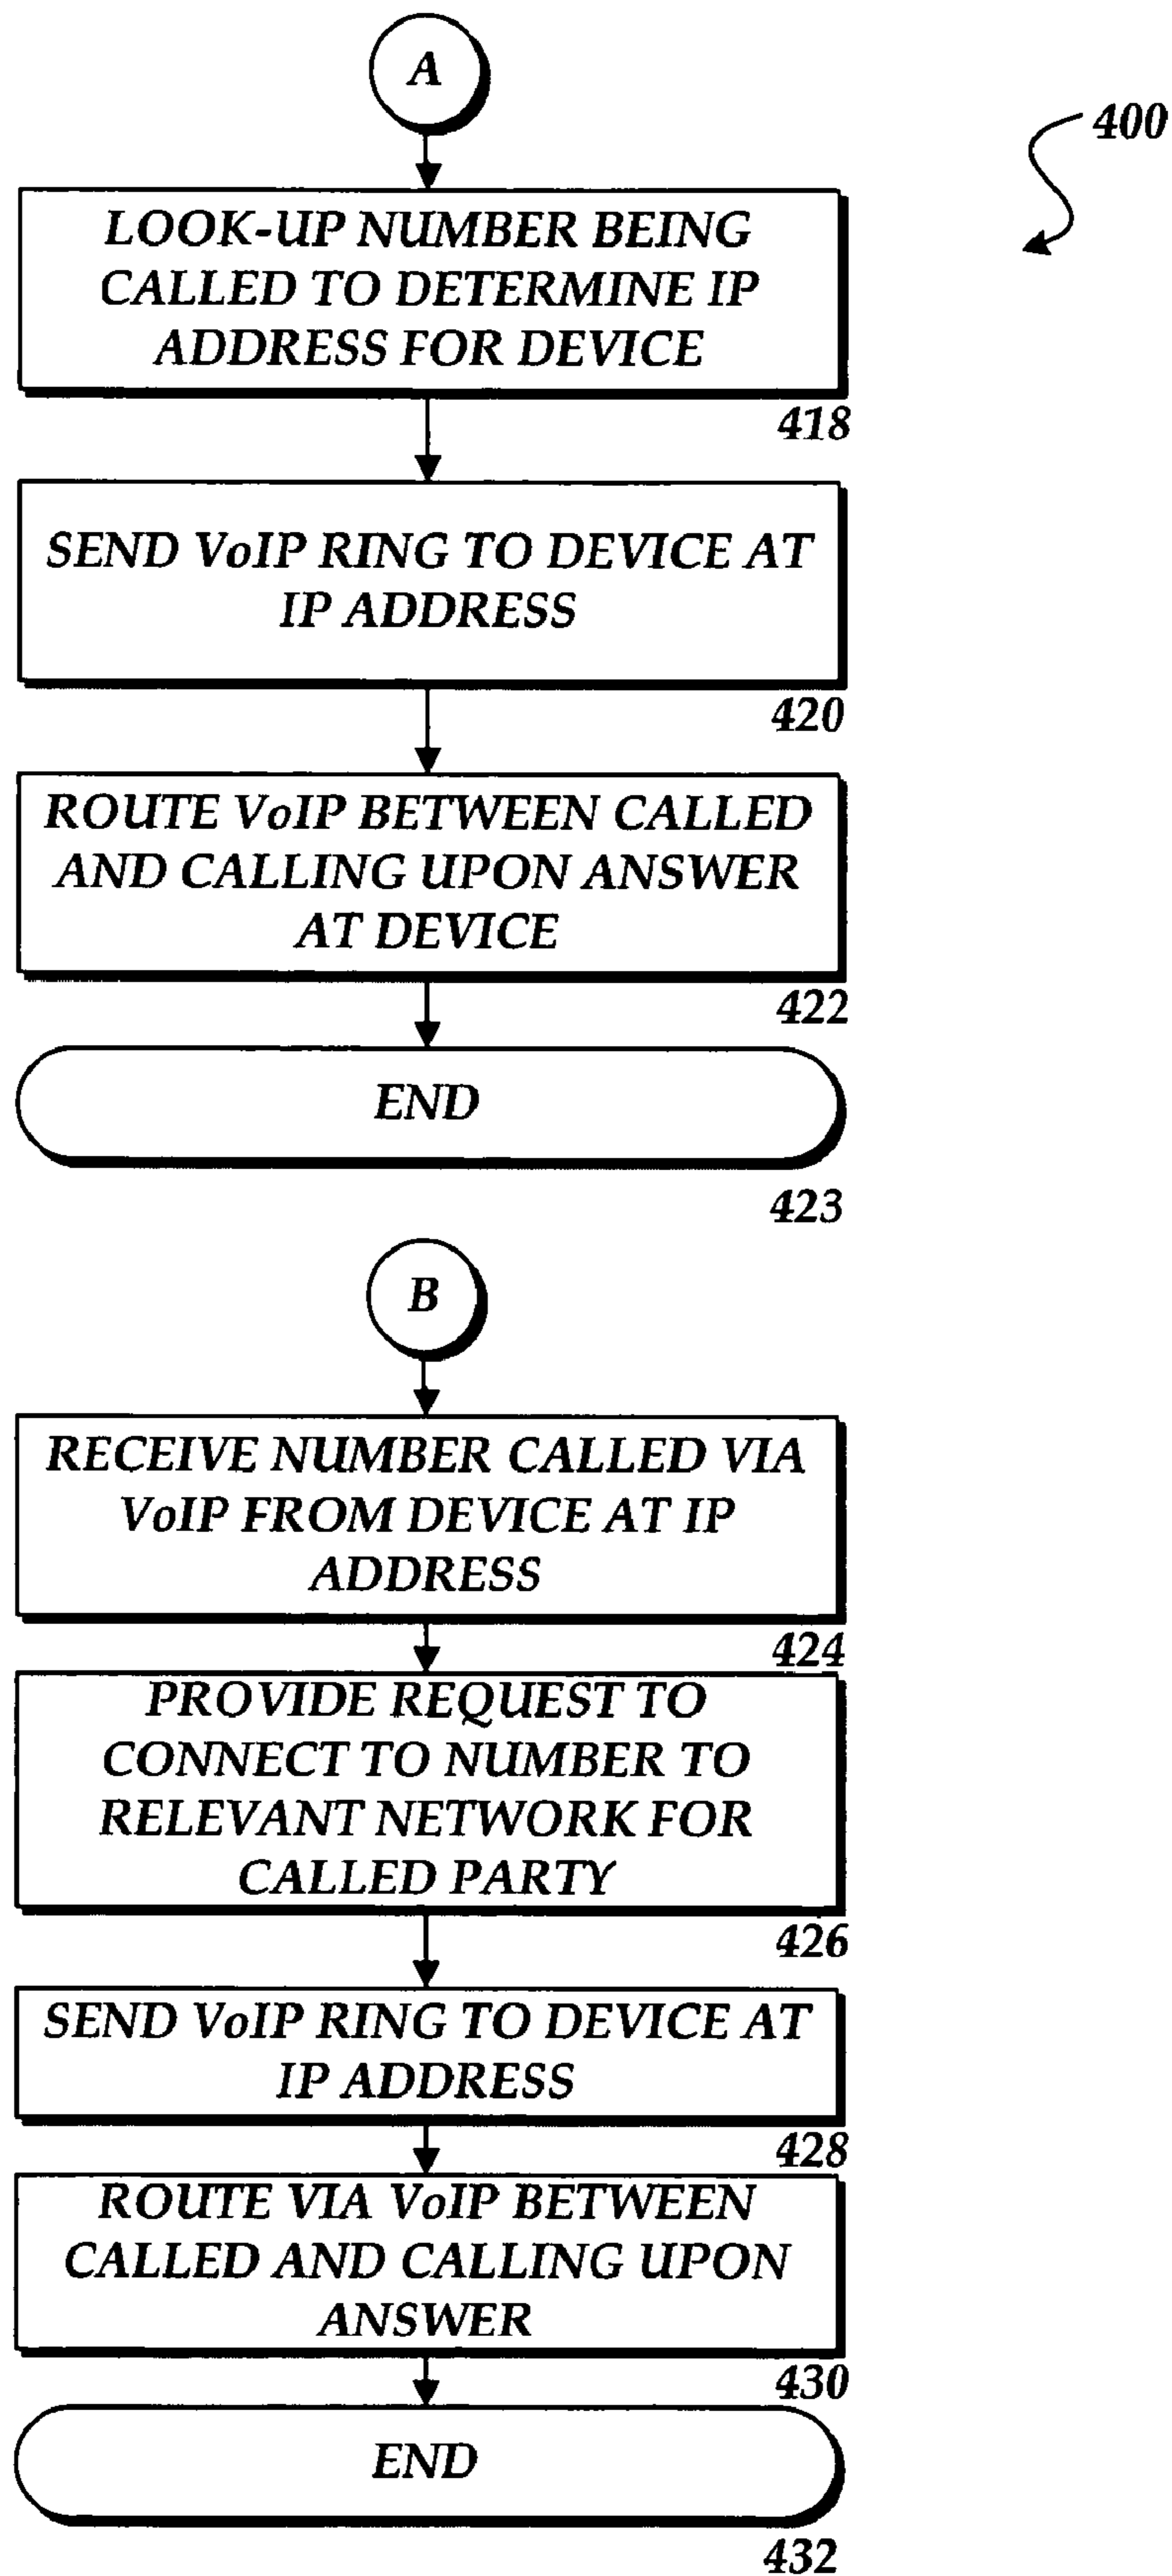 A
400
LOOK-UP NUMBER BEING
CALLED TO DETERMINE IP
ADDRESS FOR DEVICE
418
SEND VoIP RING TO DEVICE AT
IP ADDRESS
420
ROUTE VoIP BETWEEN CALLED
AND CALLING UPON ANSWER
AT DEVICE
422
END
423
B
RECEIVE NUMBER CALLED VIA
VoIP FROM DEVICE AT IP
ADDRESS
424
PROVIDE REQUEST TO
CONNECT TO NUMBER TO
RELEVANT NETWORK FOR
CALLED PARTY
426
SEND VoIP RING TO DEVICE AT
IP ADDRESS
428
ROUTE VIA VoIP BETWEEN
CALLED AND CALLING UPON
ANSWER
430
END
432